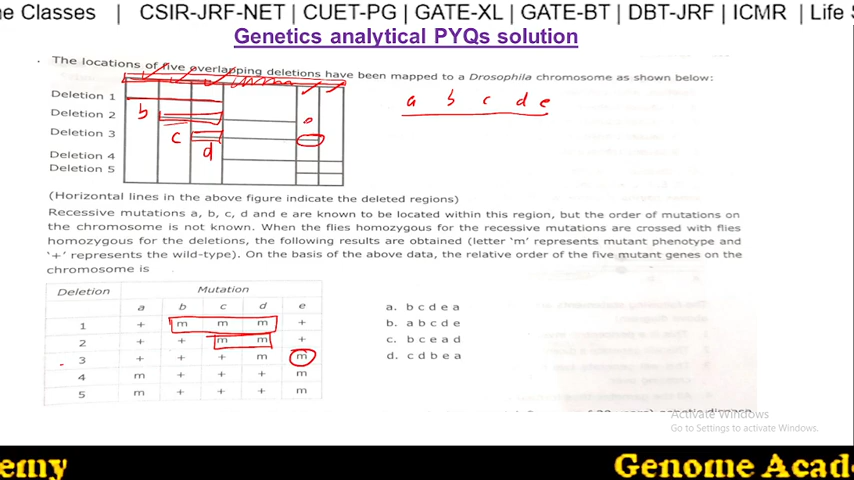 ne Classes | CSIR-JRF-NET | CUET-PG | GATE-XL | GATE-BT | DBT-JRF | ICMR | Life S
Genetics analytical PYQs solution
The locations of five overlapping deletions have been mapped to a Drosophila chromosome as shown below:
Deletion 1
Deletion 2
Deletion 3
Deletion 4
Deletion 5
b
c
d
a b c d e
(Horizontal lines in the above figure indicate the deleted regions)
Recessive mutations a, b, c, d and e are known to be located within this region, but the order of mutations on
the chromosome is not known. When the flies homozygous for the recessive mutations are crossed with flies
homozygous for the deletions, the following results are obtained (letter 'm' represents mutant phenotype and
'+' represents the wild-type). On the basis of the above data, the relative order of the five mutant genes on the
chromosome is
Deletion Mutation
a b c d e
1 + m m m +
2 + + m m +
3 + + + m m
4 m + + + m
5 m + + + m
a. b c d e a
b. a b c d e
c. b c e a d
d. c d b e a
Activate Windows
Go to Settings to activate Windows.
emy
Genome Acad